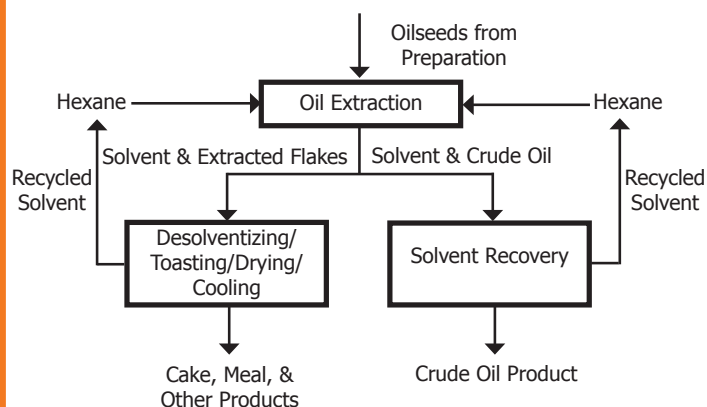 Oilseeds from
Preparation
Hexane
Oil Extraction
Hexane
Solvent & Extracted Flakes
Solvent & Crude Oil
Recycled
Solvent
Recycled
Solvent
Desolventizing/
Toasting/Drying/
Cooling
Solvent Recovery
Cake, Meal, &
Other Products
Crude Oil Product